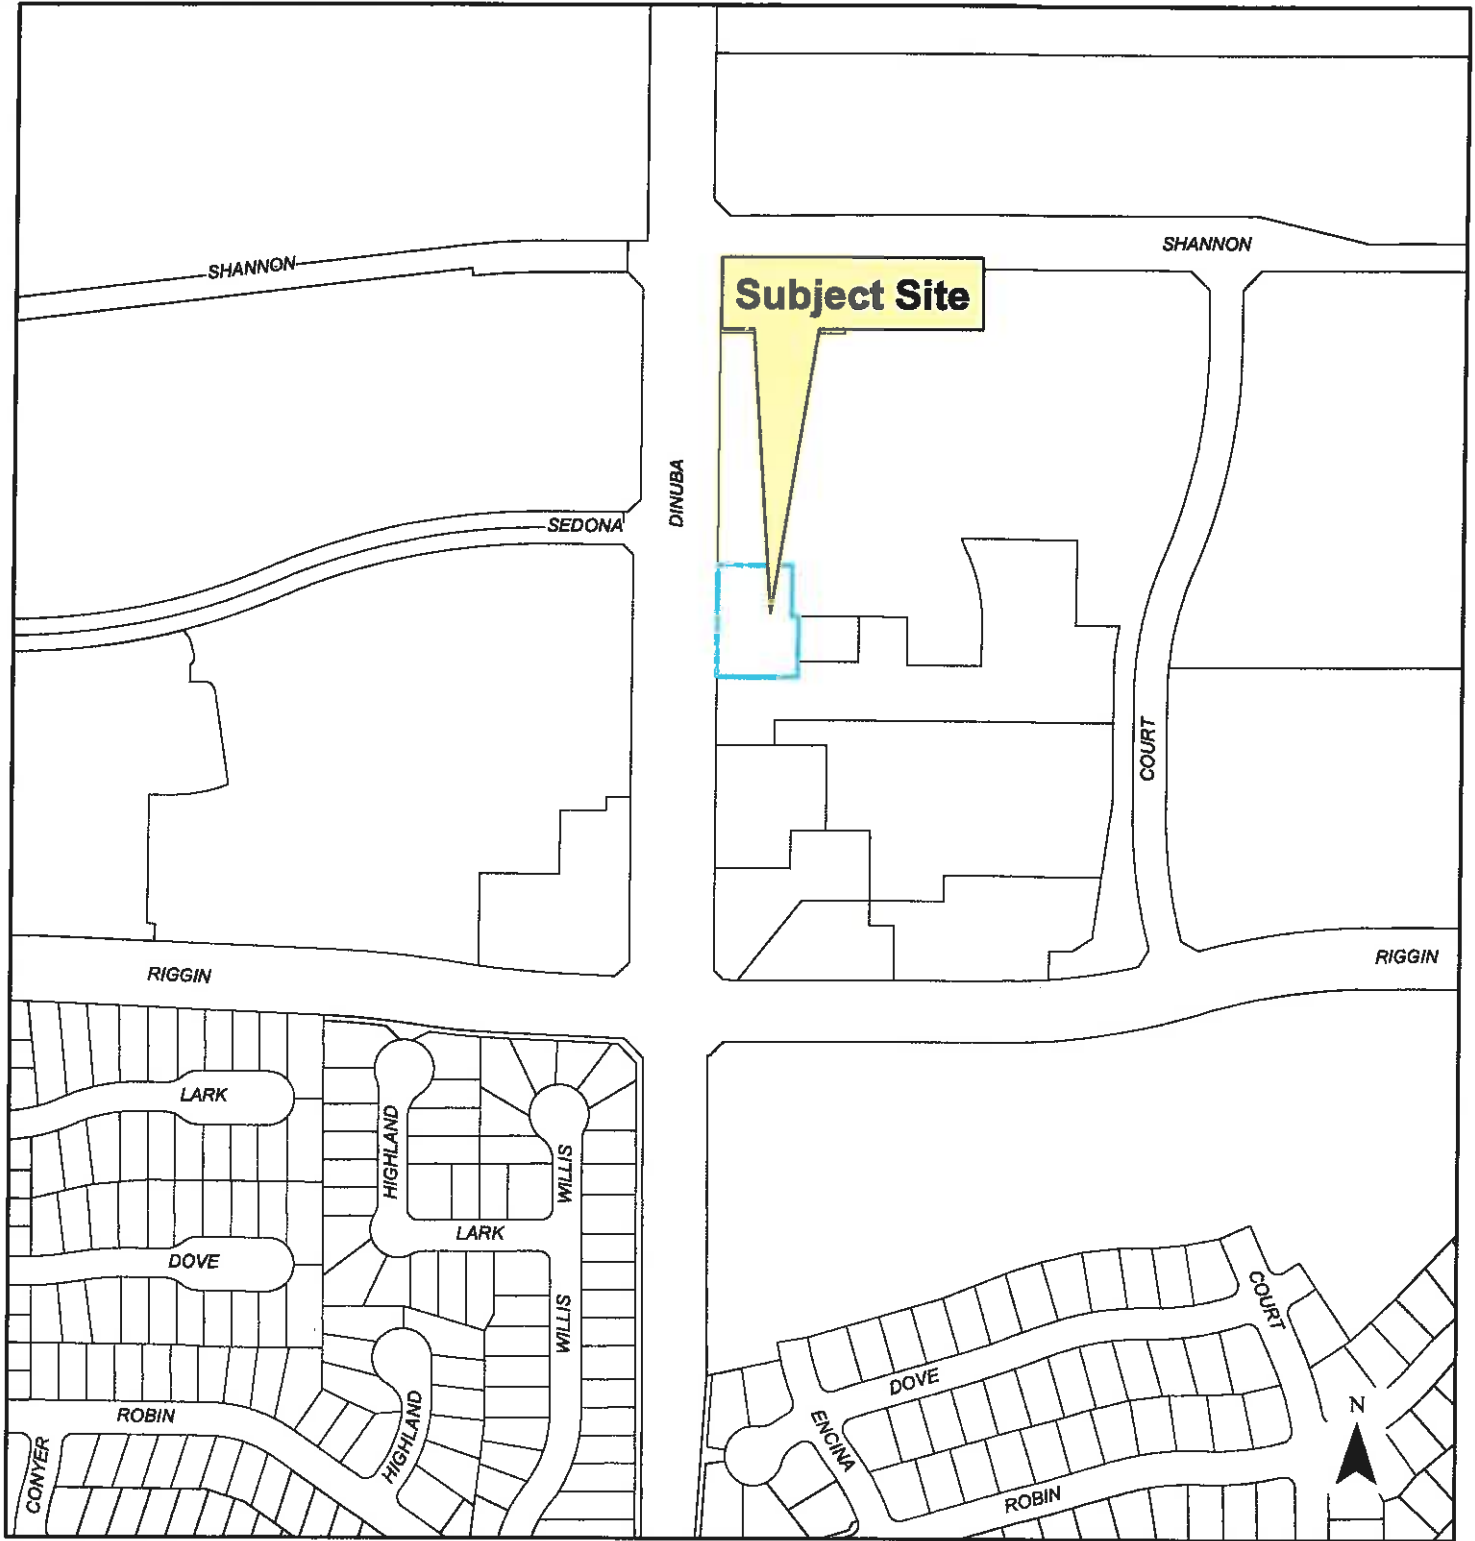 SHANNON
SHANNON
Subject Site
DINUBA
SEDONA
COURT
RIGGIN
RIGGIN
LARK
HIGHLAND
WILLIS
LARK
DOVE
WILLIS
COURT
DOVE
HIGHLAND
ROBIN
ENCINA
N
CONYER
ROBIN